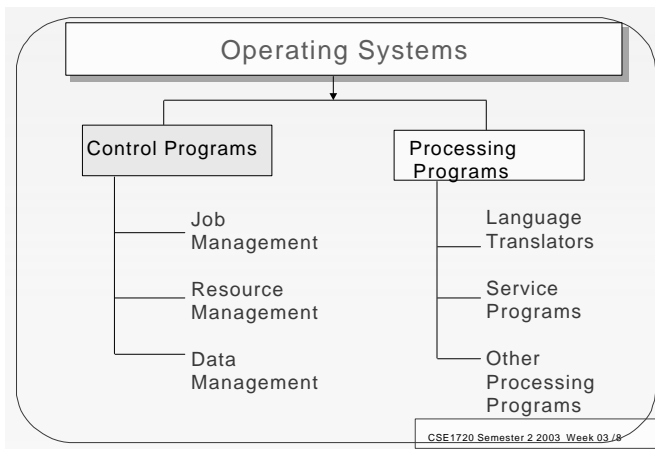 Operating Systems
Control Programs
Job
Management
Resource
Management
Data
Management
Processing
Programs
Language
Translators
Service
Programs
Other
Processing
Programs
CSE1720 Semester 2 2003 Week 03 /8